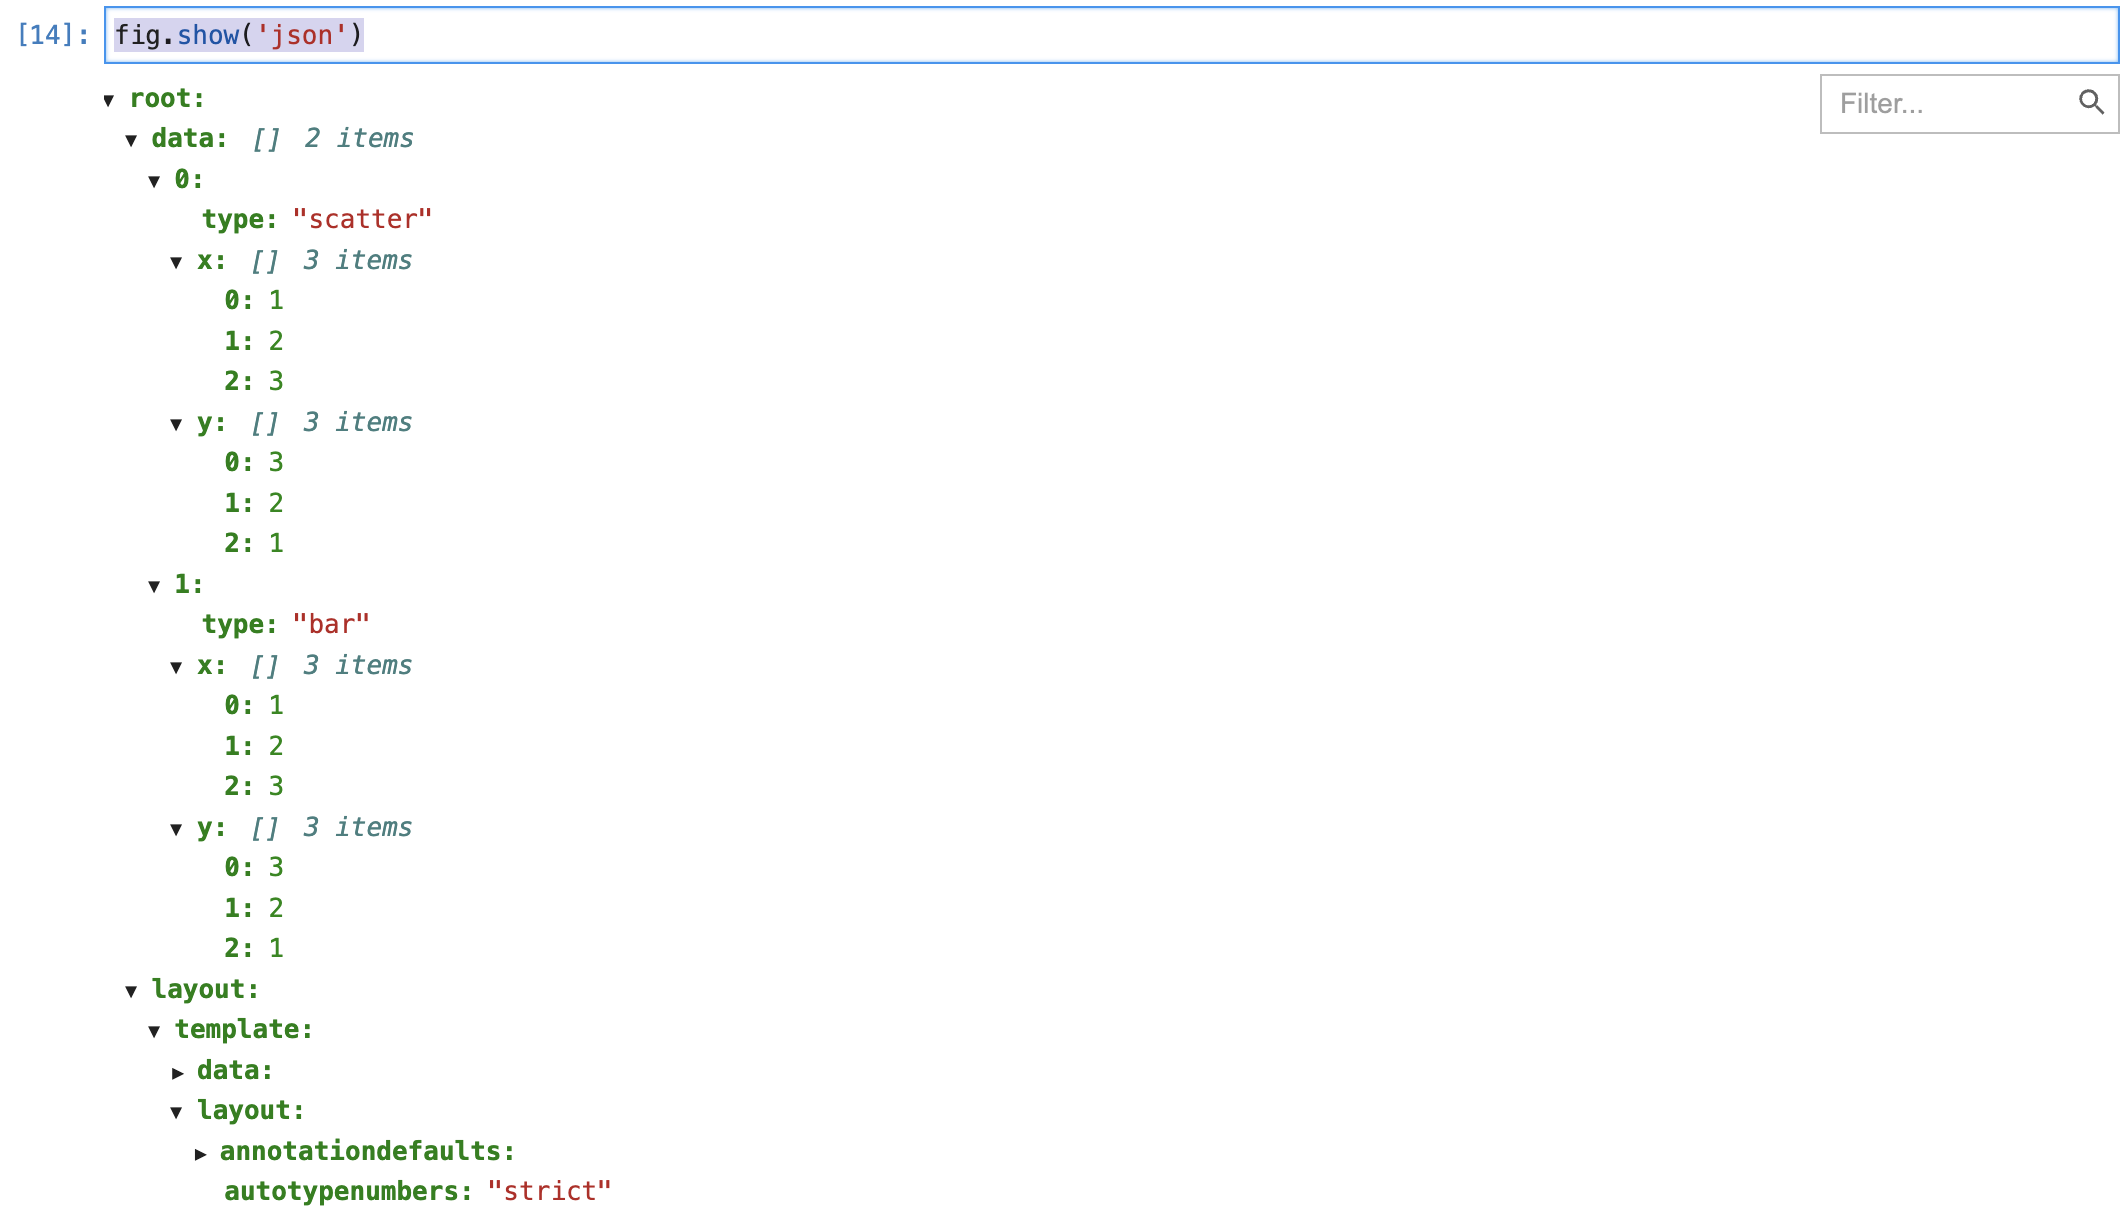 [14]: fig.show('json')
Filter...
root:
data: [] 2 items
0:
type: "scatter"
x: [] 3 items
0: 1
1: 2
2: 3
y: [] 3 items
0: 3
1: 2
2: 1
1:
type: "bar"
x: [] 3 items
0: 1
1: 2
2: 3
y: [] 3 items
0: 3
1: 2
2: 1
layout:
template:
data:
layout:
annotationdefaults:
autotypenumbers: "strict"